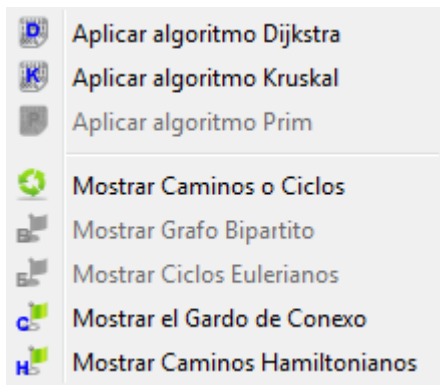 Aplicar algoritmo Dijkstra
Aplicar algoritmo Kruskal
Aplicar algoritmo Prim
Mostrar Caminos o Ciclos
Mostrar Grafo Bipartito
Mostrar Ciclos Eulerianos
Mostrar el Gardo de Conexo
Mostrar Caminos Hamiltonianos